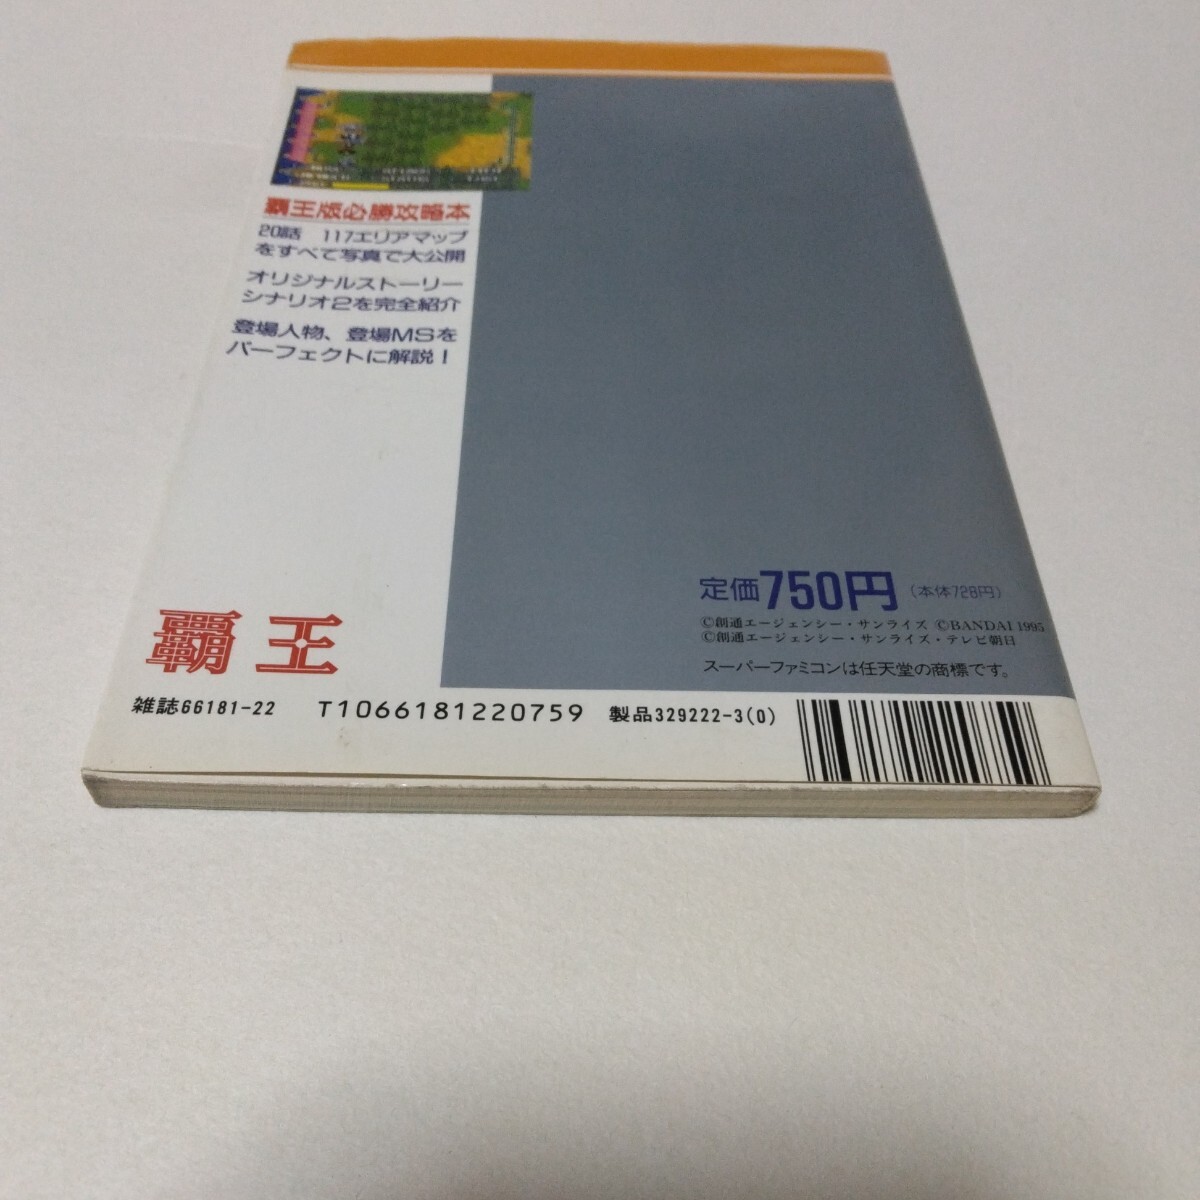 覇王版必勝攻略本
20話 117エリアマップ
をすべて写真で大公開
オリジナルストーリー
シナリオ2を完全紹介
登場人物、登場MSを
パーフェクトに解説！
定価750円（本体728円）
©創通エージェンシー・サンライズ ©BANDAI 1995
©創通エージェンシー・サンライズ・テレビ朝日
スーパーファミコンは任天堂の商標です。
覇王
雑誌66181-22 T1066181220759 製品329222-3(0)